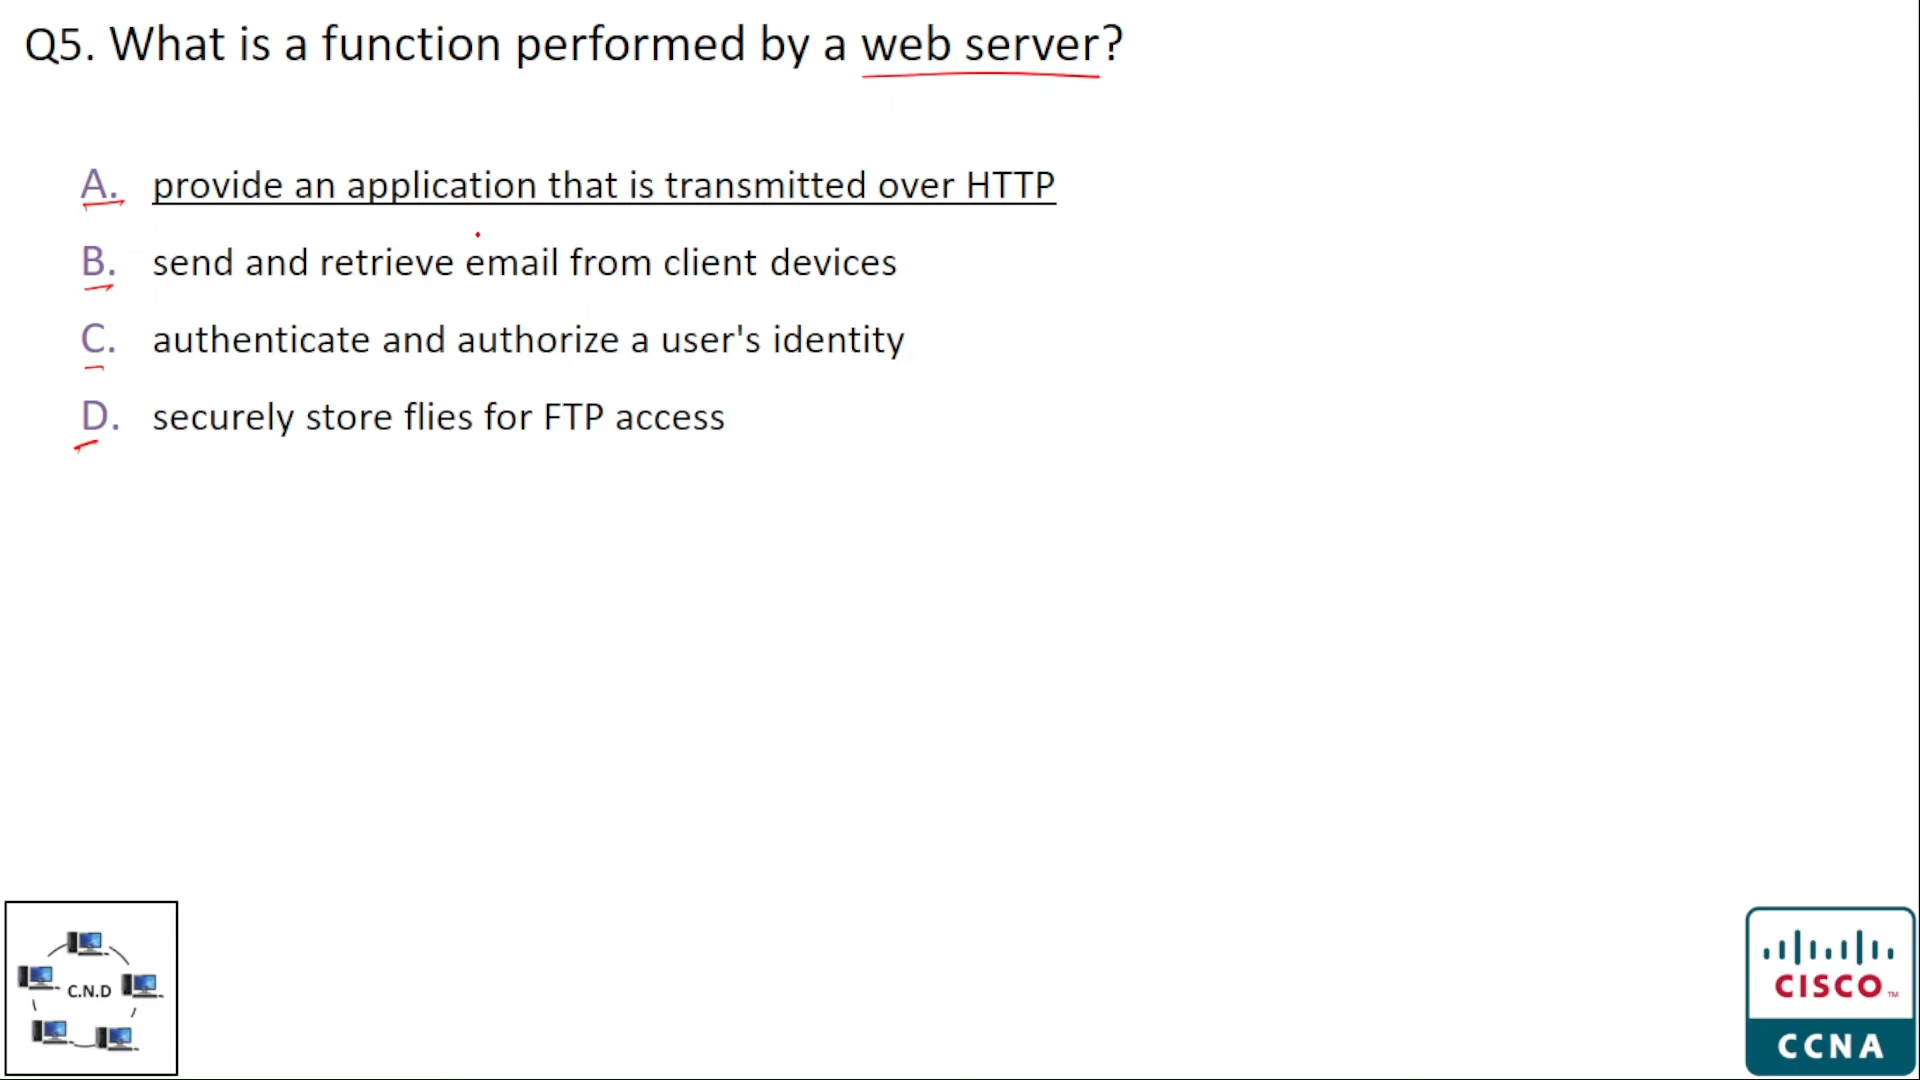 Q5. What is a function performed by a web server?
A. provide an application that is transmitted over HTTP
B. send and retrieve email from client devices
C. authenticate and authorize a user's identity
D. securely store flies for FTP access
C.N.D
CISCO™
CCNA